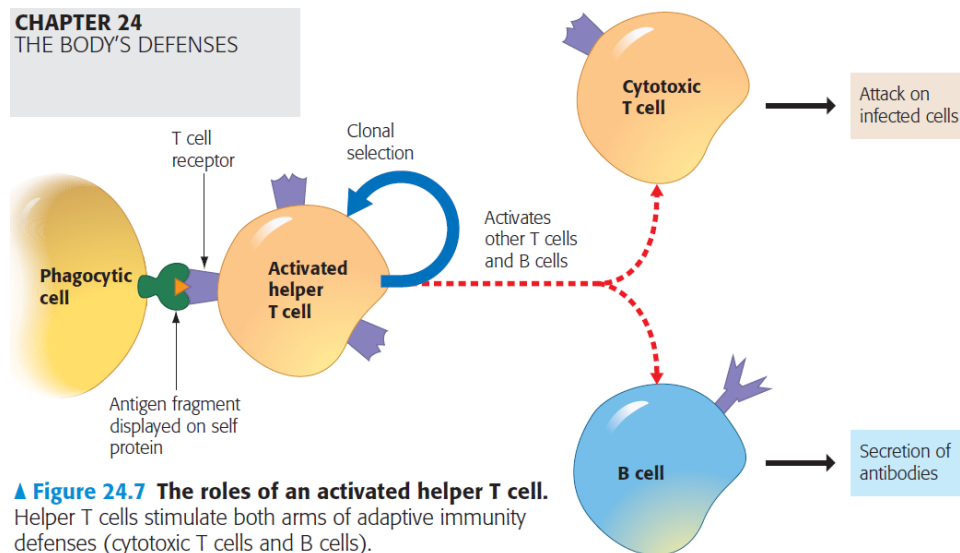 CHAPTER 24
THE BODY’S DEFENSES
T cell
receptor
Clonal
selection
Cytotoxic
T cell
Attack on
infected cells
Phagocytic
cell
Activated
helper
T cell
Activates
other T cells
and B cells
Antigen fragment
displayed on self
protein
B cell
Secretion of
antibodies
▲ Figure 24.7 The roles of an activated helper T cell.
Helper T cells stimulate both arms of adaptive immunity
defenses (cytotoxic T cells and B cells).